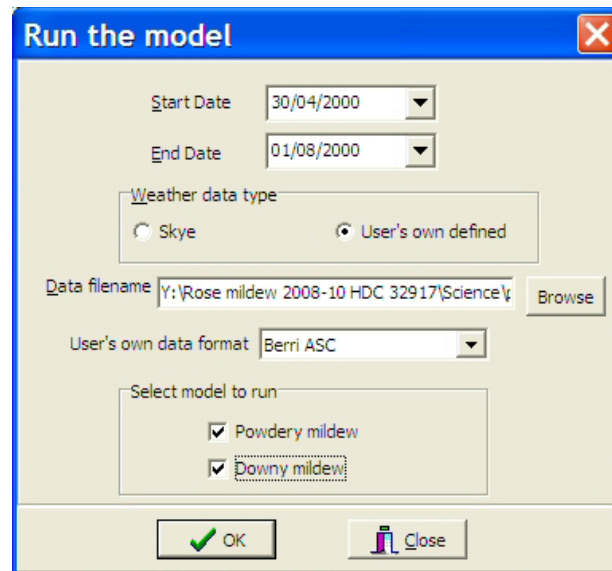 Run the model
Start Date 30/04/2000
End Date 01/08/2000
Weather data type
Skye User's own defined
Data filename Y:\Rose mildew 2008-10 HDC 32917\Science\ Browse
User's own data format Berri ASC
Select model to run
Powdery mildew
Downy mildew
OK Close